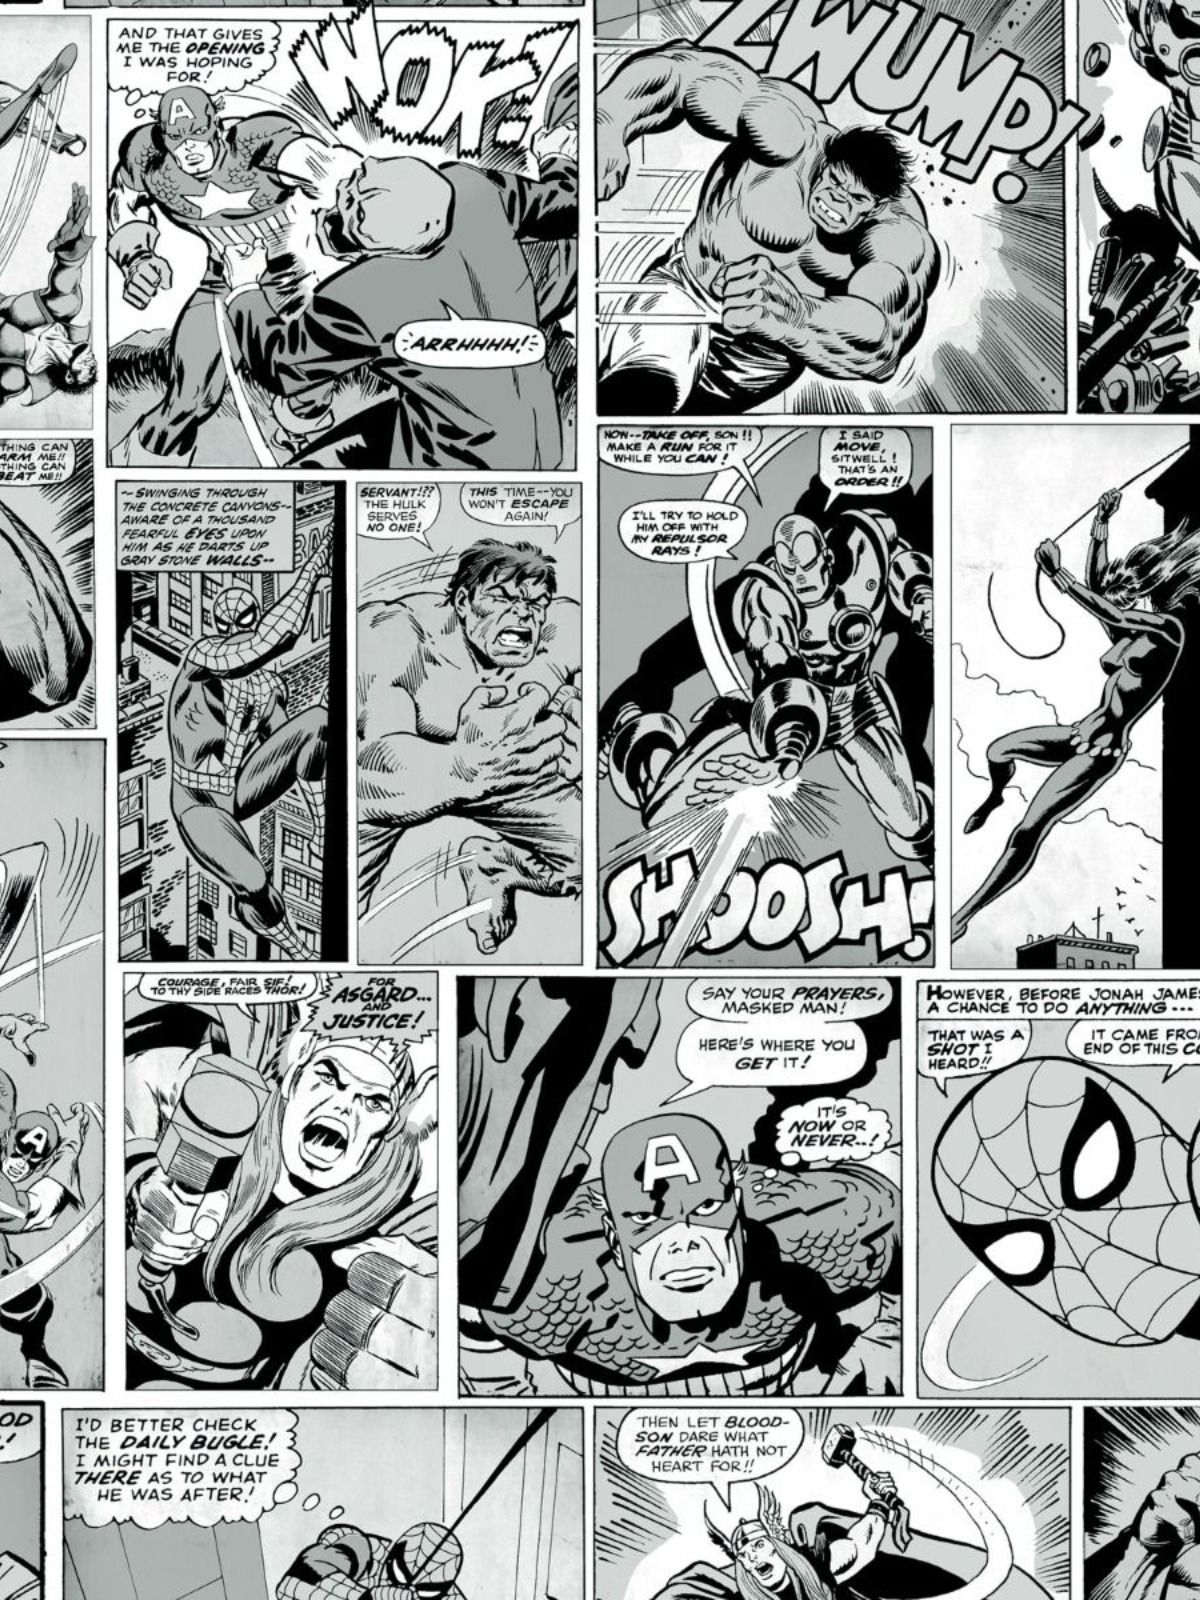 AND THAT GIVES
ME THE OPENING
I WAS HOPING
FOR!
A
WOK!
ARRHHHH!
ZWUMP!
THING CAN
ARM ME!!
THING CAN
BEAT ME!!
~SWINGING THROUGH
THE CONCRETE CANYONS--
AWARE OF A THOUSAND
FEARFUL EYES UPON
HIM AS HE DARTS UP
GRAY STONE WALLS--
SERVANT!??
THE HULK
SERVES
NO ONE!
THIS TIME--YOU
WON'T ESCAPE
AGAIN!
NOW--TAKE OFF, SON!!
MAKE A RUN FOR IT
WHILE YOU CAN!
I SAID
MOVE,
SITWELL!
THAT'S AN
ORDER!!
I'LL TRY TO HOLD
HIM OFF WITH
MY REPULSOR
RAYS!
SHOOSH!
A
COURAGE, FAIR SIF!
TO THY SIDE RACES THOR!
FOR
ASGARD...
AND
JUSTICE!
SAY YOUR PRAYERS,
MASKED MAN!
HERE'S WHERE YOU
GET IT!
IT'S
NOW OR
NEVER..!
A
HOWEVER, BEFORE JONAH JAMES
A CHANCE TO DO ANYTHING---
THAT WAS A
SHOT I
HEARD!!
IT CAME FRO
END OF THIS CO
OD
!
I'D BETTER CHECK
THE DAILY BUGLE!
I MIGHT FIND A CLUE
THERE AS TO WHAT
HE WAS AFTER!
THEN LET BLOOD-
SON DARE WHAT
FATHER HATH NOT
HEART FOR!!